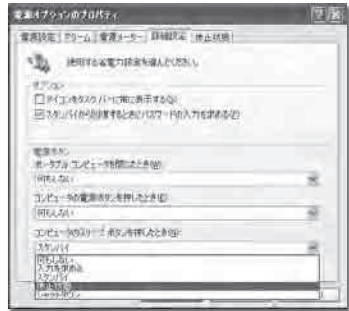 電源オプションのプロパティ
電源設定 アラーム 電源メーター 詳細設定 休止状態
使用する省電力設定を選んでください。
オプション
アイコンをタスク バーに常に表示する(A)
スタンバイから回復するときにパスワードの入力を求める(P)
電源ボタン
ポータブル コンピュータを閉じたとき(W):
何もしない
コンピュータの電源ボタンを押したとき(E):
何もしない
コンピュータのスリープ ボタンを押したとき(S):
スタンバイ
何もしない
入力を求める
スタンバイ
シャットダウン